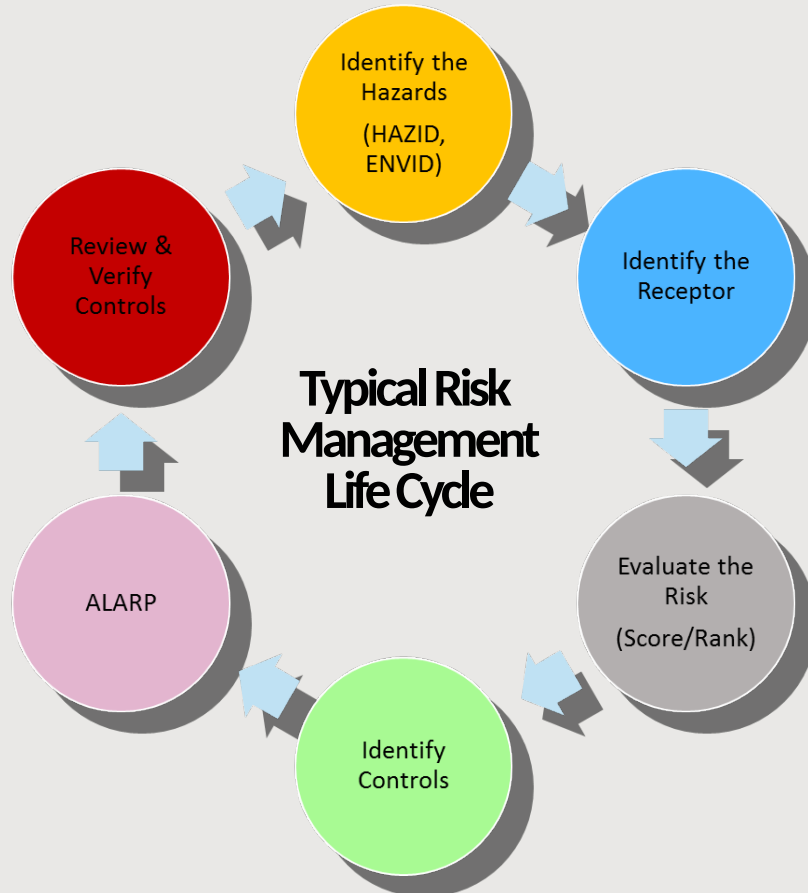 Identify the
Hazards
(HAZID,
ENVID)
Identify the
Receptor
Evaluate the
Risk
(Score/Rank)
Identify
Controls
ALARP
Review &
Verify
Controls
Typical Risk
Management
Life Cycle